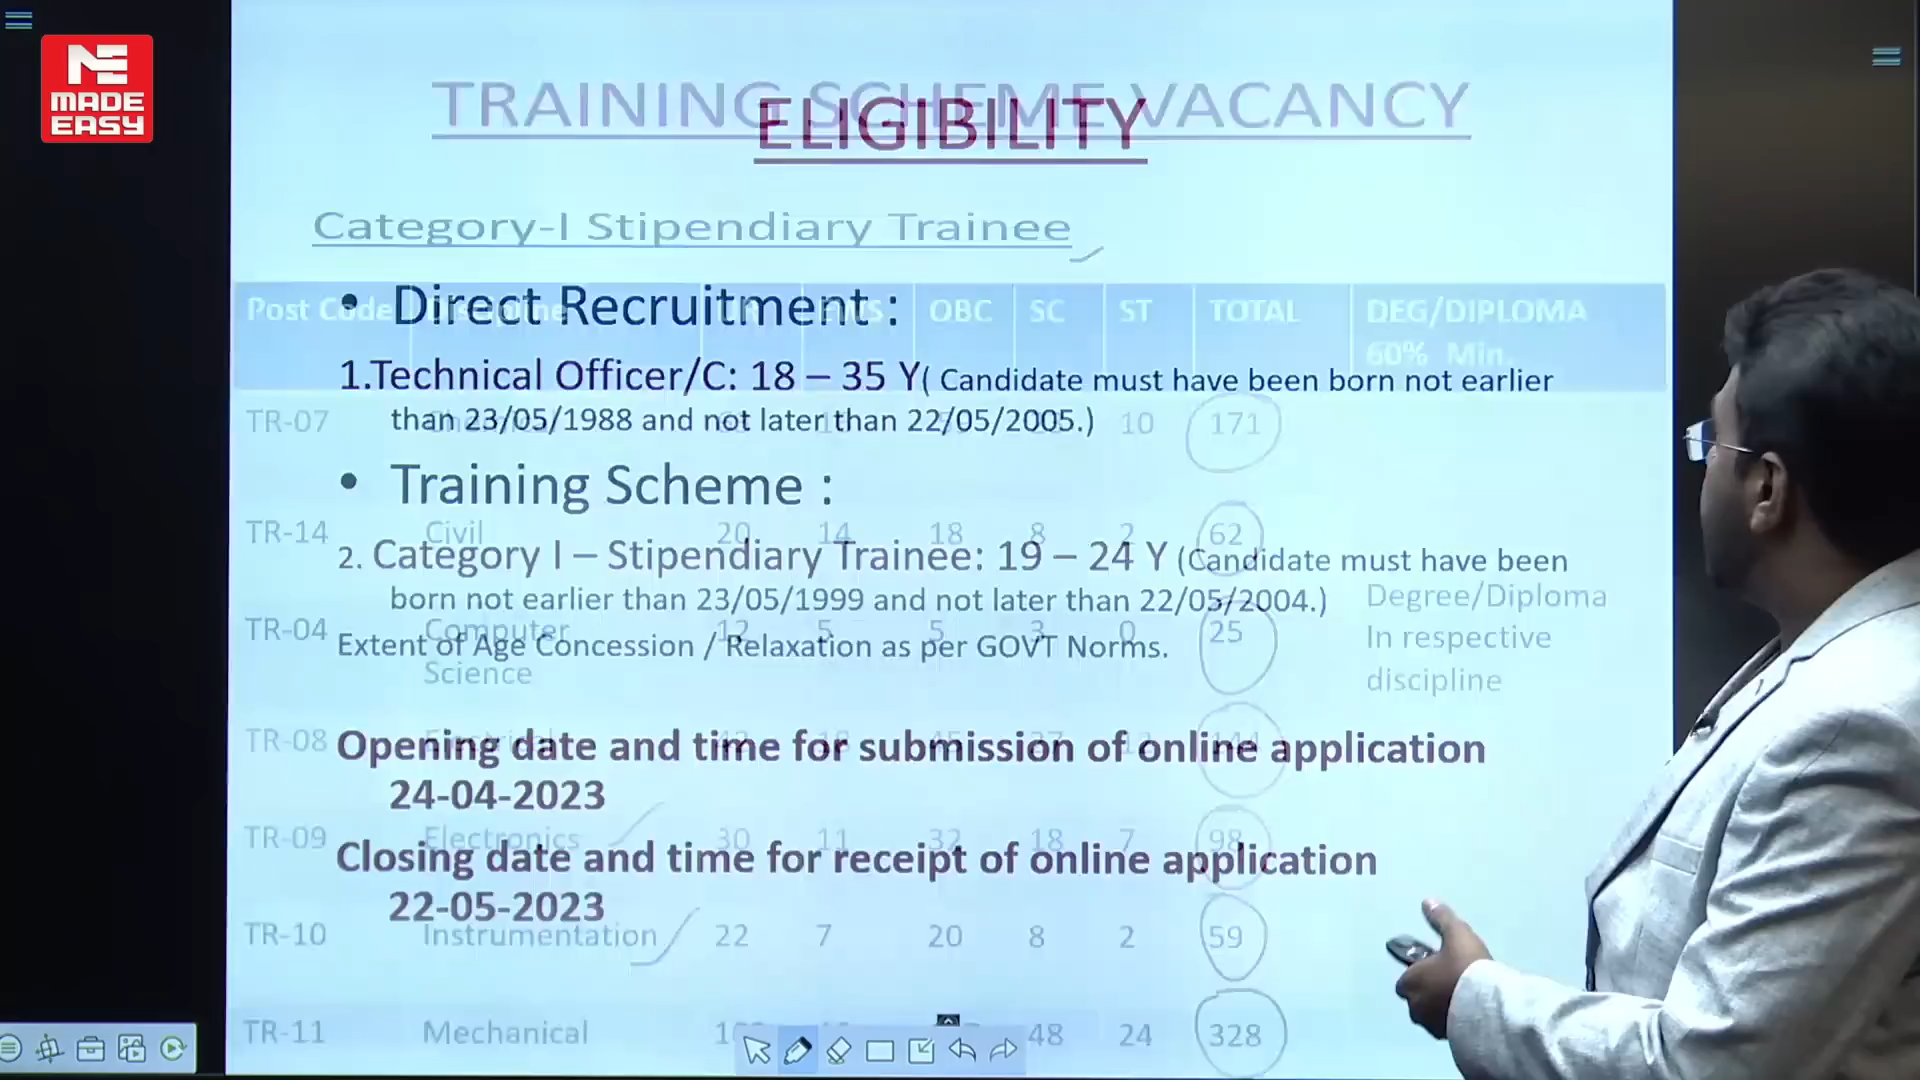 MADE
EASY
TRAINING SCHEME VACANCY
ELIGIBILITY
Category-I Stipendiary Trainee
• Direct Recruitment :
Post Code OBC SC ST TOTAL DEG/DIPLOMA
60% Min.
1.Technical Officer/C: 18 – 35 Y( Candidate must have been born not earlier
than 23/05/1988 and not later than 22/05/2005.)
TR-07 10 171
• Training Scheme :
TR-14 Civil 20 14 18 8 2 62
2. Category I – Stipendiary Trainee: 19 – 24 Y (Candidate must have been
born not earlier than 23/05/1999 and not later than 22/05/2004.)
Degree/Diploma
In respective
discipline
TR-04 Computer 12 5 5 3 0 25
Science
Extent of Age Concession / Relaxation as per GOVT Norms.
TR-08
Opening date and time for submission of online application
24-04-2023
TR-09 Electronics 30 11 32 18 7 98
Closing date and time for receipt of online application
22-05-2023
TR-10 Instrumentation 22 7 20 8 2 59
TR-11 Mechanical 48 24 328